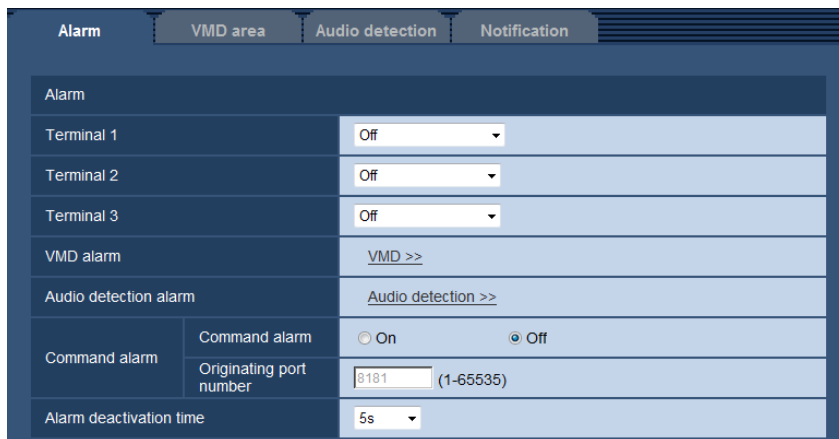 Alarm VMD area Audio detection Notification
Alarm
Terminal 1 Off
Terminal 2 Off
Terminal 3 Off
VMD alarm VMD >>
Audio detection alarm Audio detection >>
Command alarm Command alarm On Off
Originating port number 8181 (1-65535)
Alarm deactivation time 5s